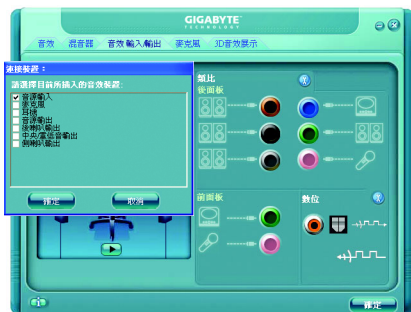 GIGABYTE
TECHNOLOGY
音效 混音器 音效 輸入/輸出 麥克風 3D音效展示
連接裝置：
請選擇目前所插入的音效裝置：
音源輸入
麥克風
耳機
音源輸出
後喇叭輸出
中央/重低音輸出
側喇叭輸出
確定 取消
類比
後面板
前面板
數位
確定